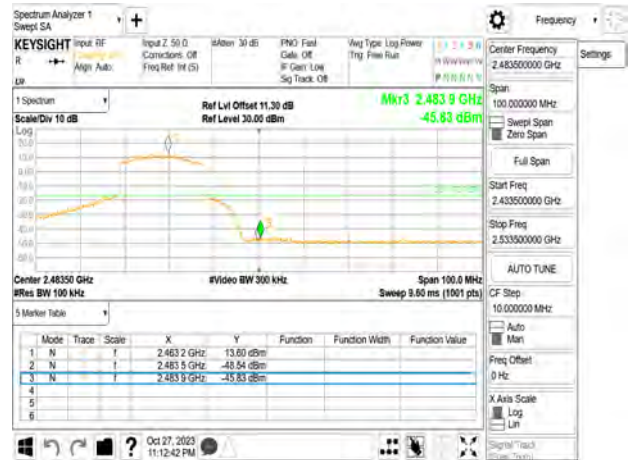 Spectrum Analyzer 1
Swept SA
Frequency
KEYSIGHT
Input: RF
Input Z: 50 Ω
#Atten: 30 dB
PNO: Fast
Avg Type: Log-Power
R
Align: Auto
Corrections: Off
Freq Ref: Int (S)
Gate: Off
IF Gain: Low
Sig Track: Off
Trig: Free Run
Center Frequency
2.483500000 GHz
Settings
Span
100.000000 MHz
Swept Span
Zero Span
Full Span
Start Freq
2.433500000 GHz
Stop Freq
2.533500000 GHz
AUTO TUNE
CF Step
10.000000 MHz
Auto
Man
Freq Offset
0 Hz
X Axis Scale
Log
Lin
Signal Track
1 Spectrum
Scale/Div 10 dB
Log
Ref Lvl Offset 11.30 dB
Ref Level 30.00 dBm
Mkr3 2.483 9 GHz
-45.83 dBm
Center 2.48350 GHz
#Res BW 100 kHz
#Video BW 300 kHz
Span 100.0 MHz
Sweep 9.60 ms (1001 pts)
5 Marker Table
Mode Trace Scale X Y Function Function Width Function Value
1 N f 2.463 2 GHz 13.60 dBm
2 N f 2.483 5 GHz -48.54 dBm
3 N f 2.483 9 GHz -45.83 dBm
4
5
6
Oct 27, 2023
11:12:42 PM